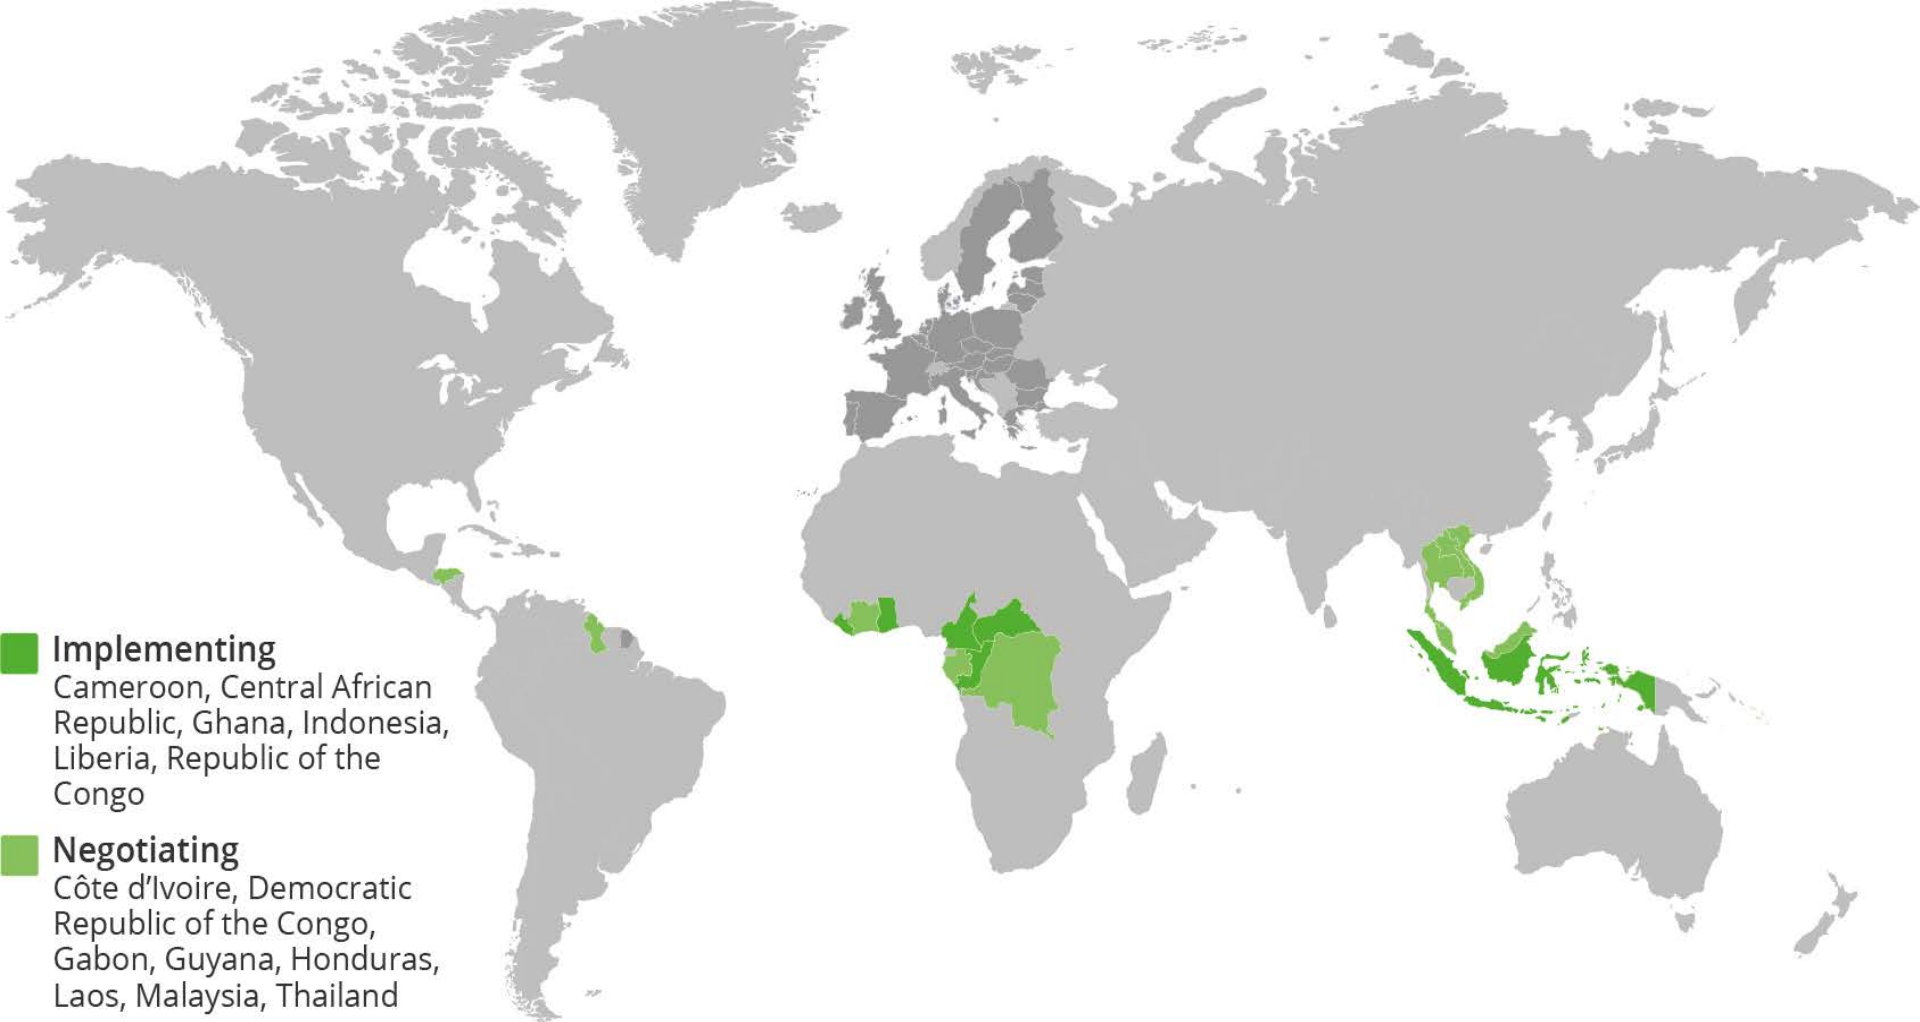 Implementing
Cameroon, Central African
Republic, Ghana, Indonesia,
Liberia, Republic of the
Congo
Negotiating
Côte d’Ivoire, Democratic
Republic of the Congo,
Gabon, Guyana, Honduras,
Laos, Malaysia, Thailand